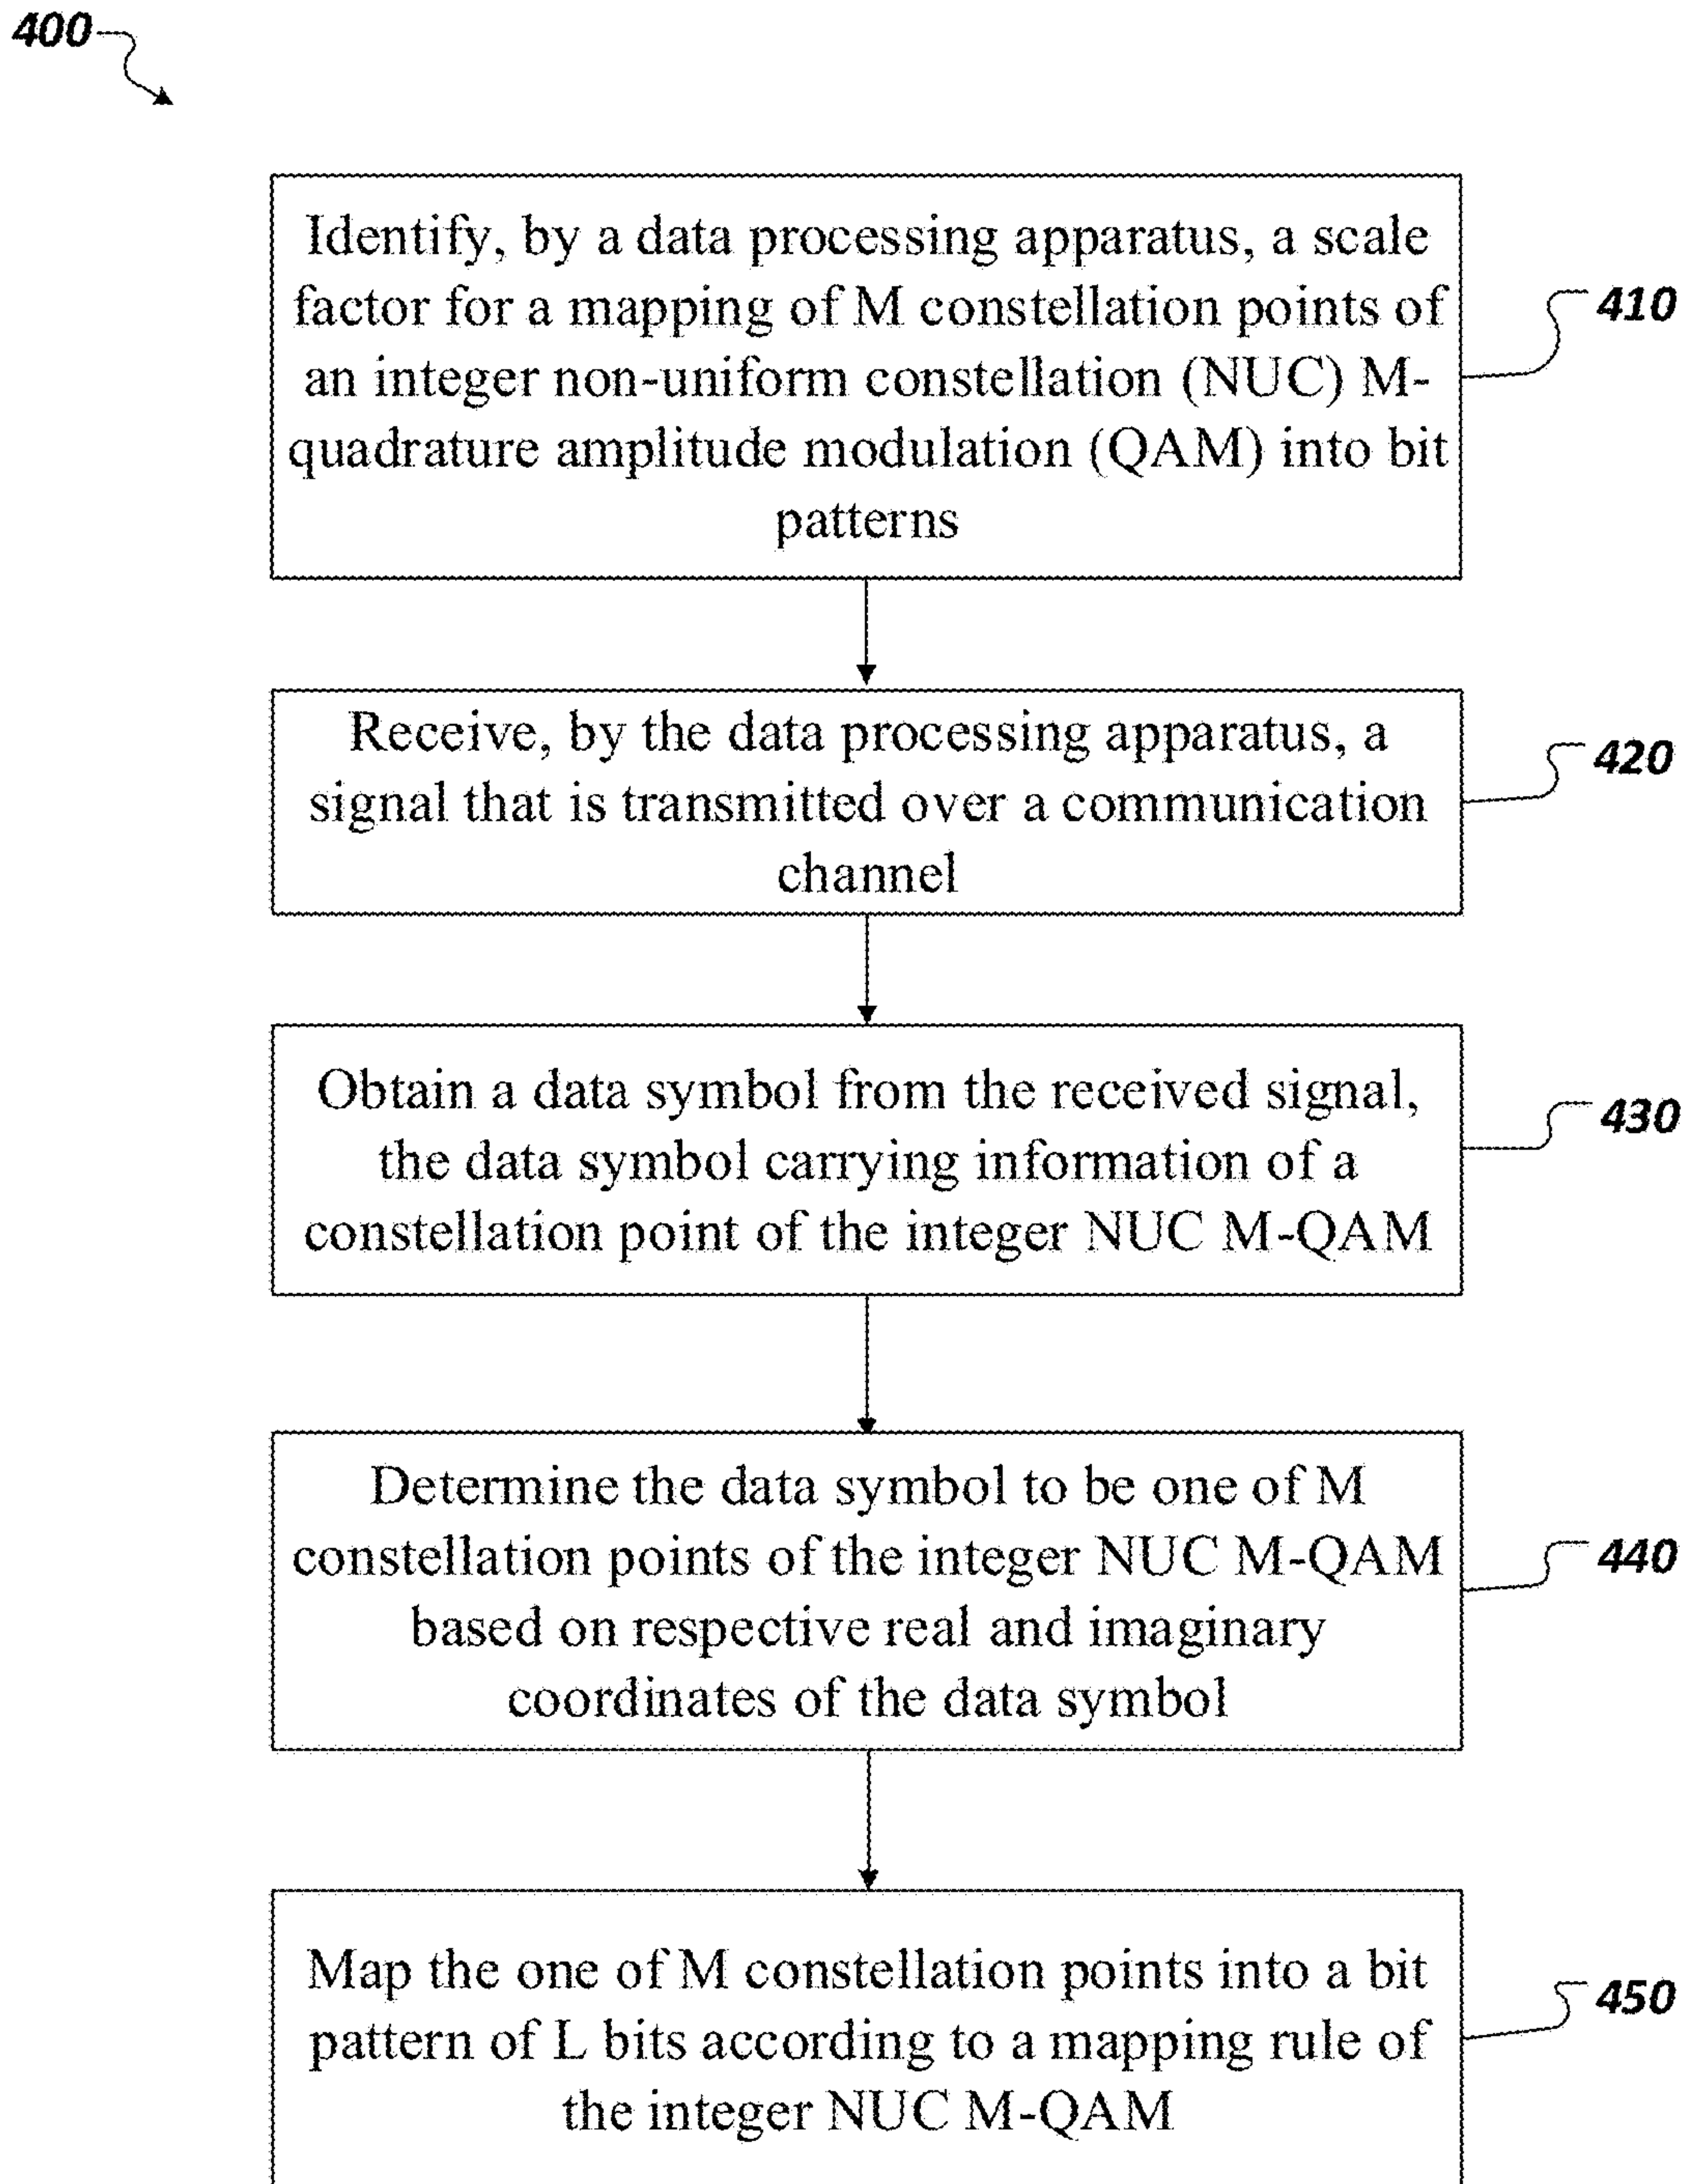 400
Identify, by a data processing apparatus, a scale
factor for a mapping of M constellation points of
an integer non-uniform constellation (NUC) M-
quadrature amplitude modulation (QAM) into bit
patterns
410
Receive, by the data processing apparatus, a
signal that is transmitted over a communication
channel
420
Obtain a data symbol from the received signal,
the data symbol carrying information of a
constellation point of the integer NUC M-QAM
430
Determine the data symbol to be one of M
constellation points of the integer NUC M-QAM
based on respective real and imaginary
coordinates of the data symbol
440
Map the one of M constellation points into a bit
pattern of L bits according to a mapping rule of
the integer NUC M-QAM
450